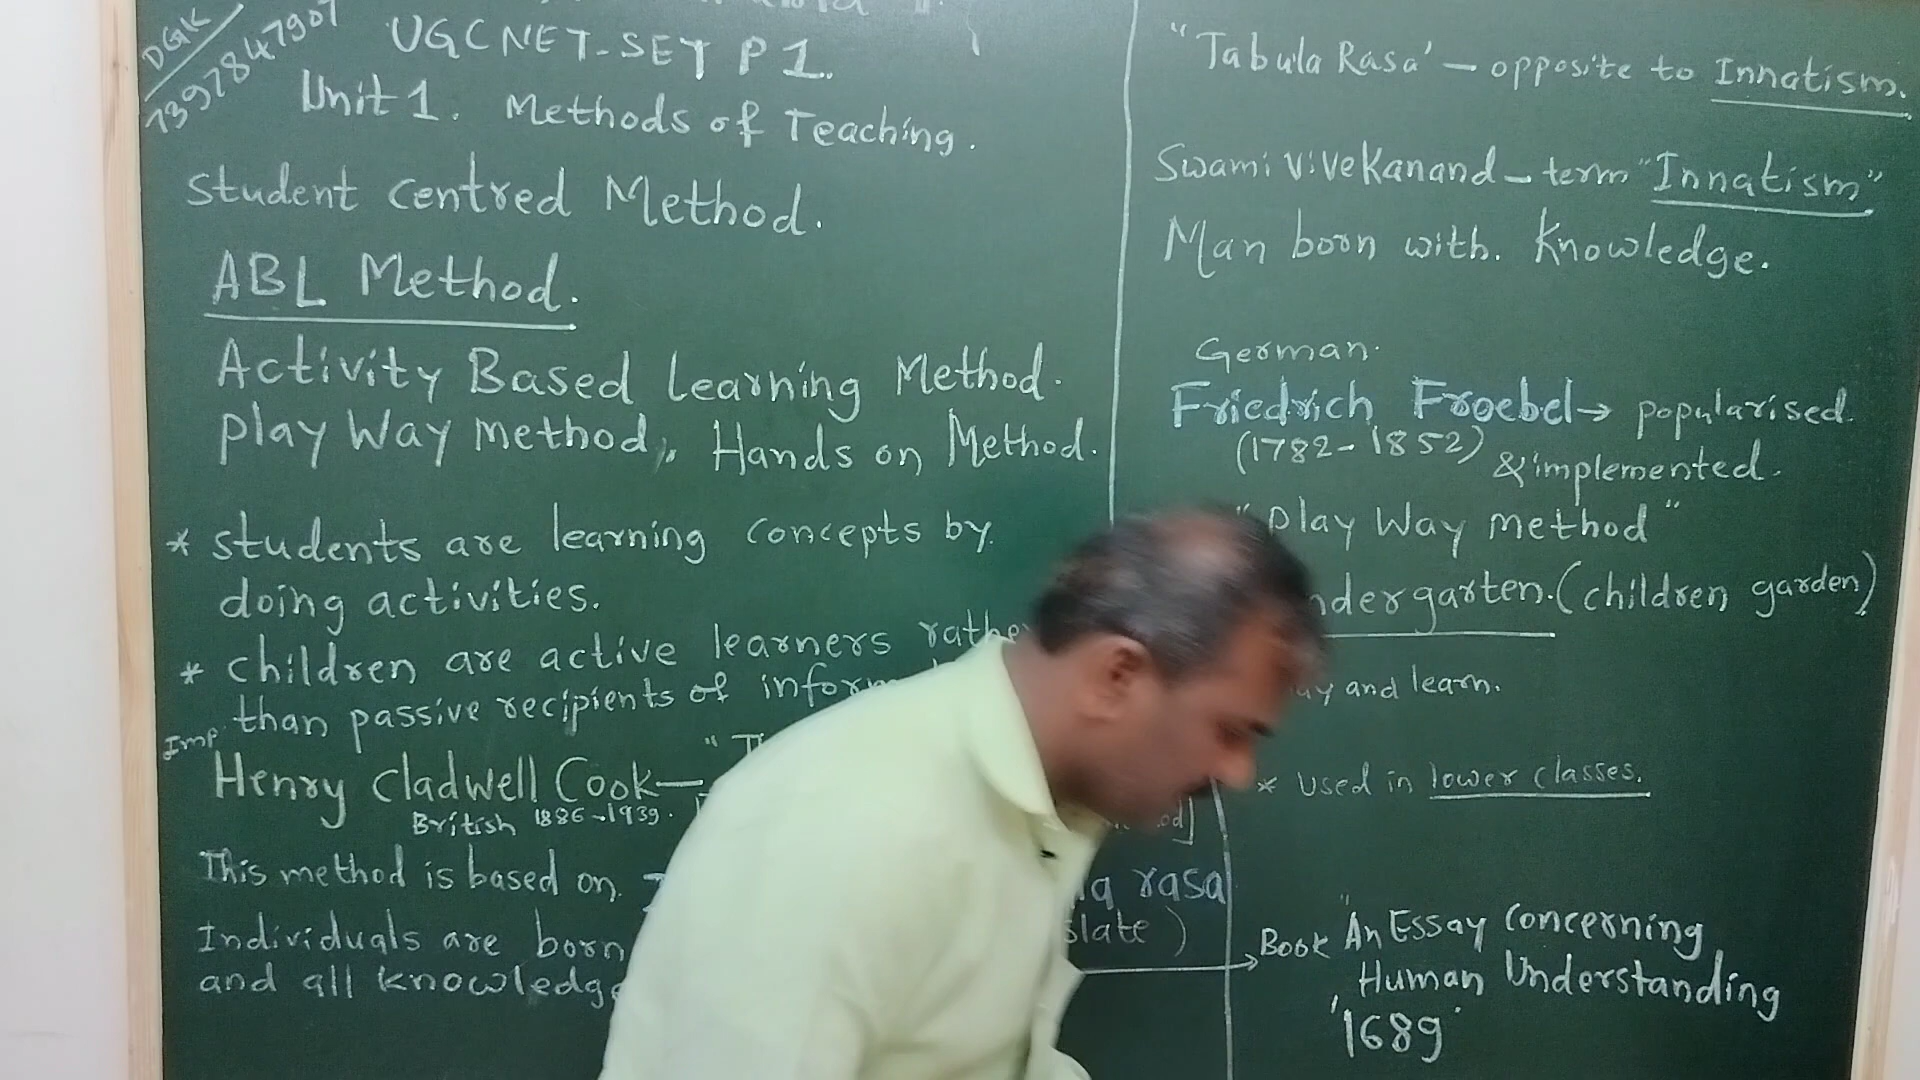 DGK
7397847907
UGC NET-SET P 1.
Unit 1. Methods of Teaching.
Student Centred Method.
ABL Method.
Activity Based Learning Method.
Play Way method, Hands on Method.
* Students are learning concepts by
doing activities.
* children are active learners
than passive recipients of
Imp
Henry Cladwell Cook—
British 1886-1939.
This method is based on
Individuals are born
and all knowledge
rasa
slate )
"Tabula Rasa' — opposite to Innatism.
Swami Vivekanand — term "Innatism"
Man born with. Knowledge.
German.
Friedrich Froebel → popularised
(1782-1852) & implemented.
"Play Way method"
(children garden)
and learn.
* Used in lower classes.
→ Book "An Essay Concerning
Human Understanding
'1689'